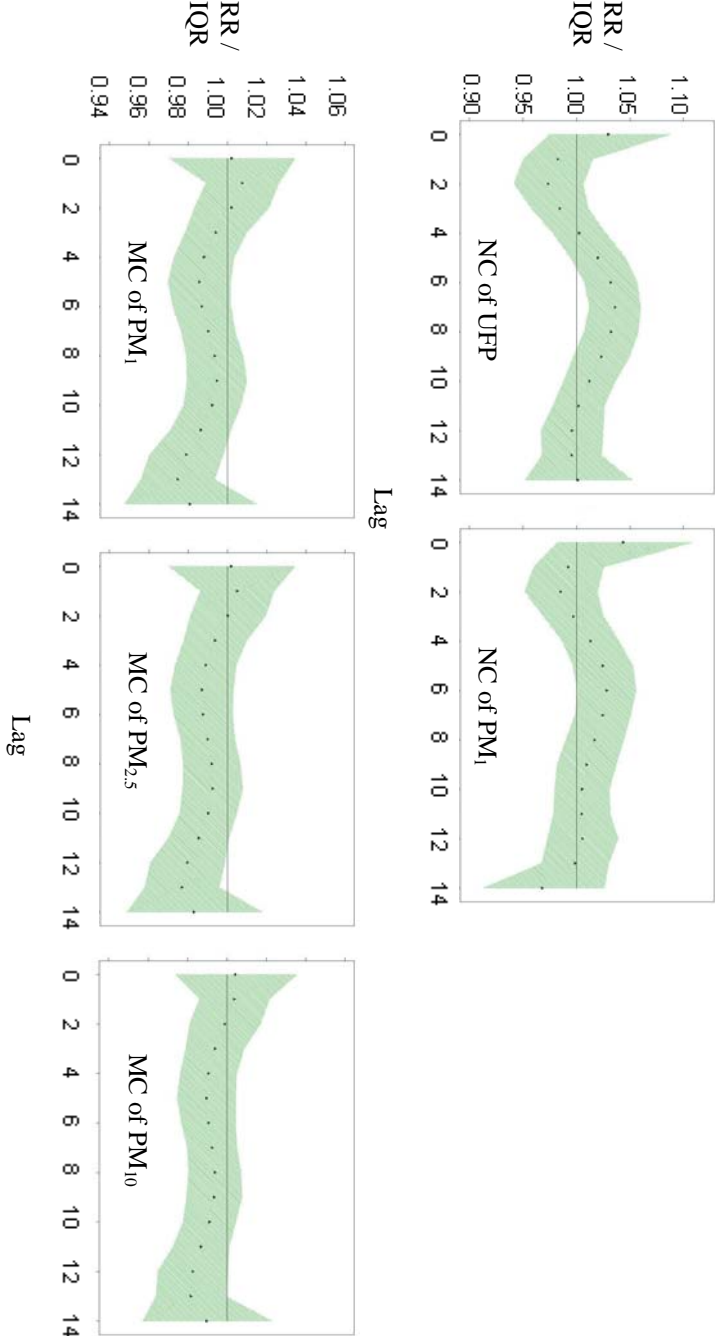 RR /
IQR
1.10
1.05
1.00
0.95
0.90
NC of UFP
NC of PM₁
0 2 4 6 8 10 12 14
0 2 4 6 8 10 12 14
Lag
RR /
IQR
1.06
1.04
1.02
1.00
0.98
0.96
0.94
MC of PM₁
MC of PM₂.₅
MC of PM₁₀
0 2 4 6 8 10 12 14
0 2 4 6 8 10 12 14
0 2 4 6 8 10 12 14
Lag